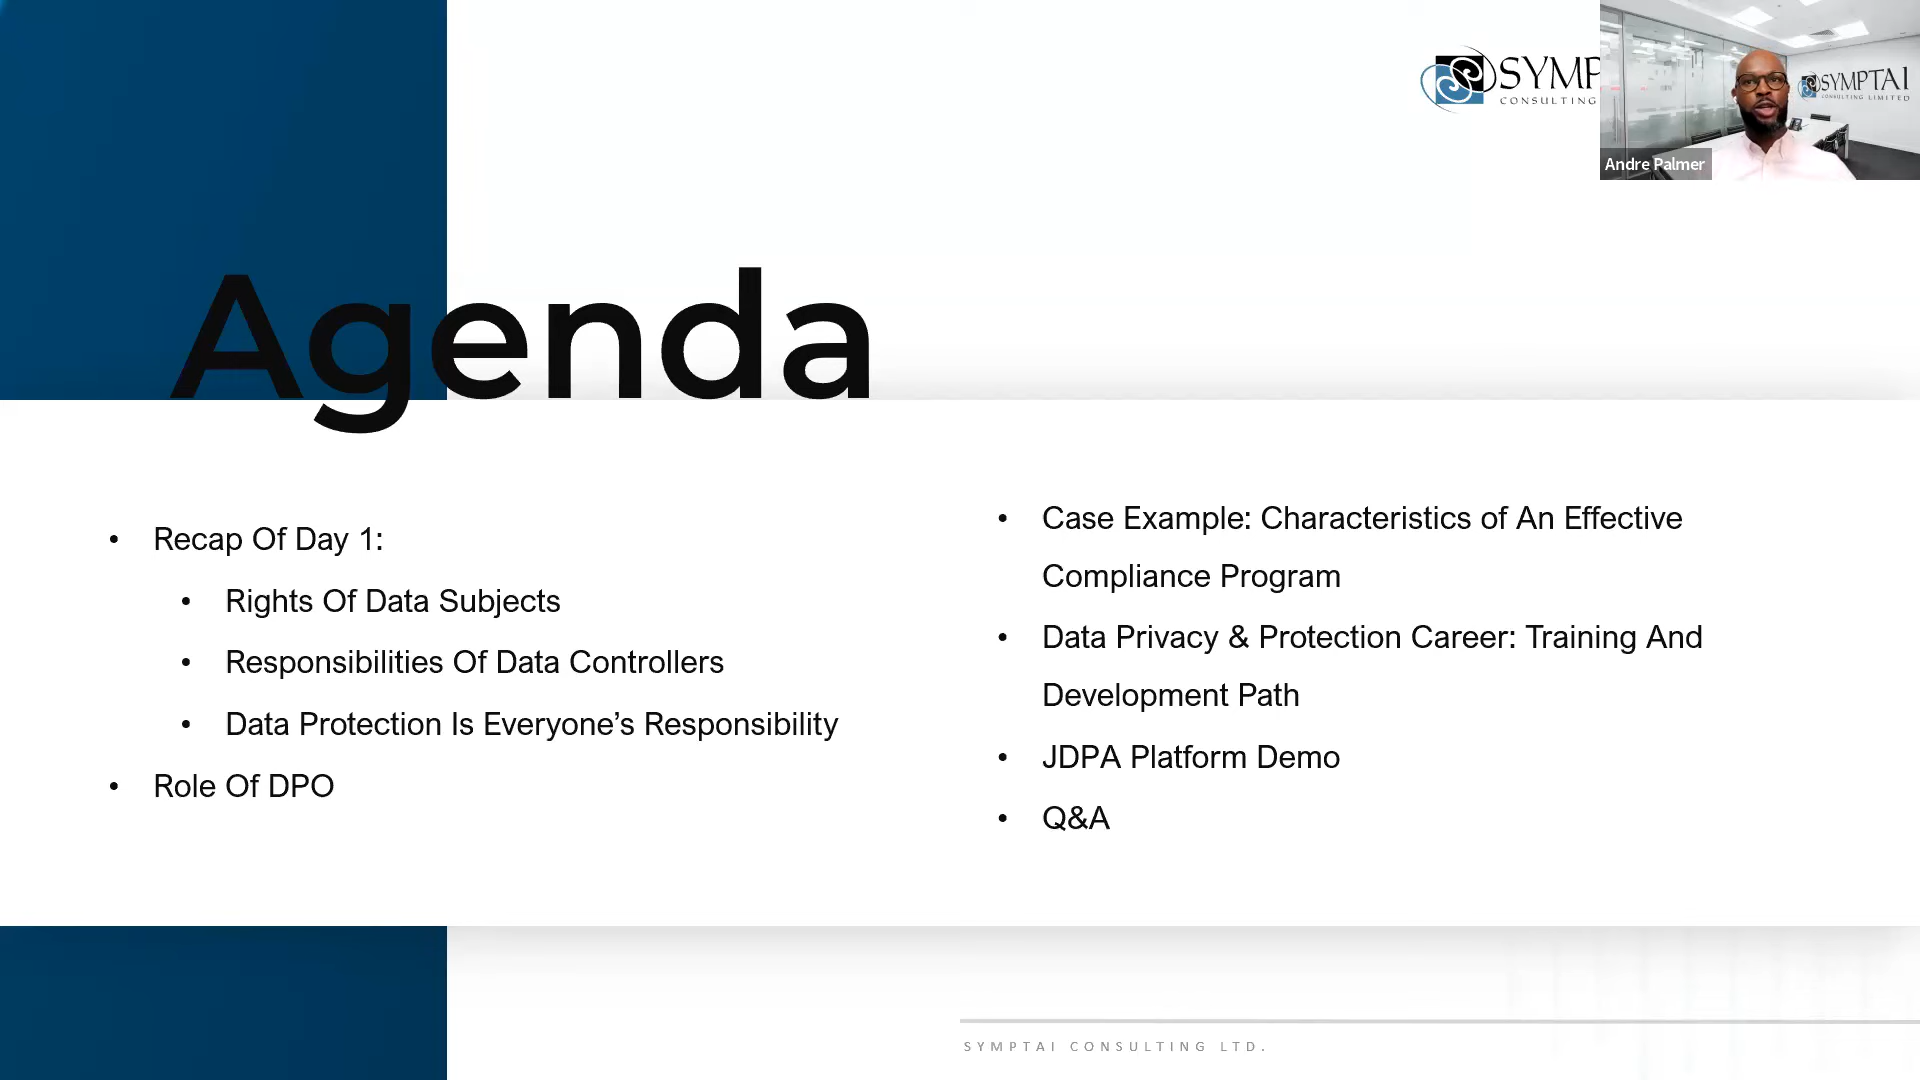 SYMP
CONSULTING
SYMPTAI
CONSULTING LIMITED
Andre Palmer
Agenda
• Recap Of Day 1:
• Rights Of Data Subjects
• Responsibilities Of Data Controllers
• Data Protection Is Everyone’s Responsibility
• Role Of DPO
• Case Example: Characteristics of An Effective
Compliance Program
• Data Privacy & Protection Career: Training And
Development Path
• JDPA Platform Demo
• Q&A
SYMPTAI CONSULTING LTD.